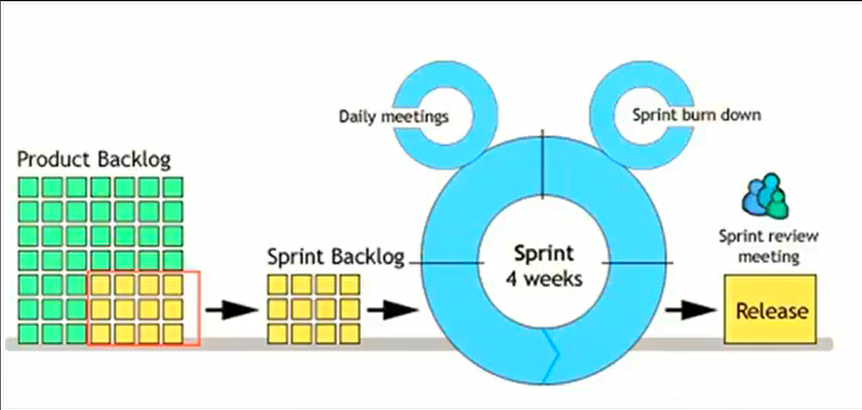 Product Backlog
Sprint Backlog
Daily meetings
Sprint burn down
Sprint
4 weeks
Sprint review
meeting
Release